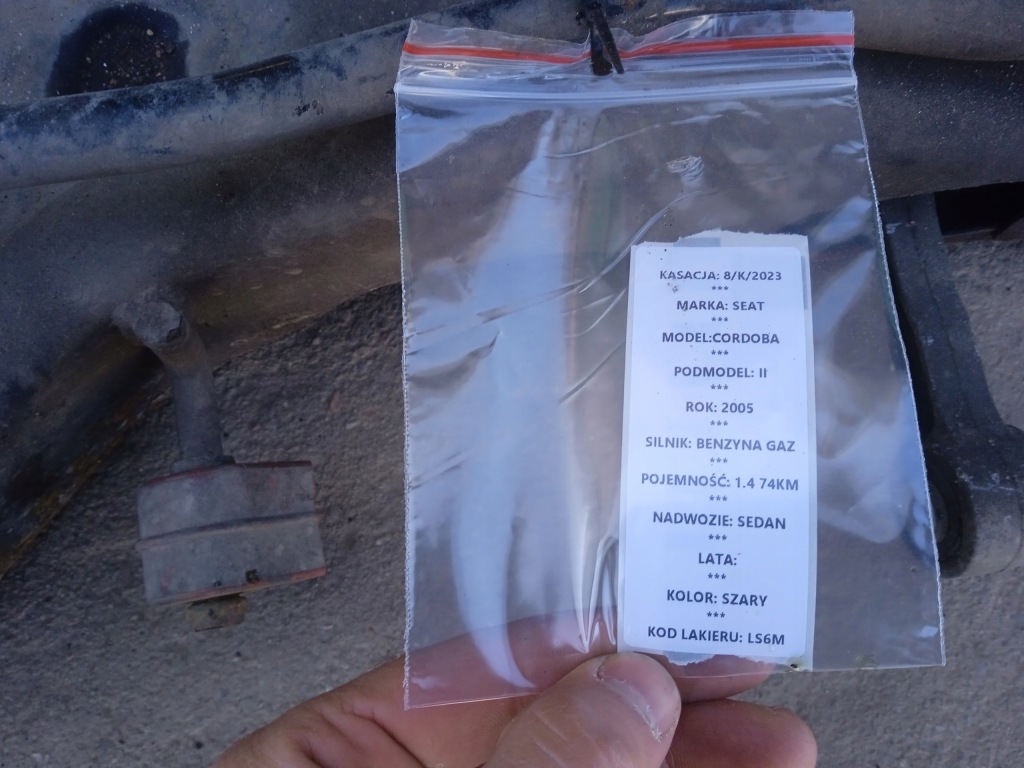 KASACJA: 8/K/2023
***
MARKA: SEAT
***
MODEL:CORDOBA
***
PODMODEL: II
***
ROK: 2005
***
SILNIK: BENZYNA GAZ
***
POJEMNOŚĆ: 1.4 74KM
***
NADWOZIE: SEDAN
***
LATA:
***
KOLOR: SZARY
***
KOD LAKIERU: LS6M